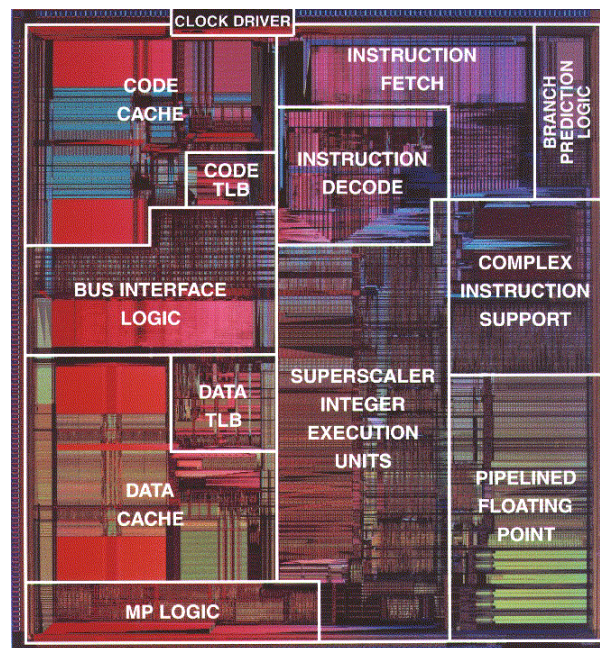 CLOCK DRIVER
CODE
CACHE
INSTRUCTION
FETCH
BRANCH
PREDICTION
LOGIC
CODE
TLB
INSTRUCTION
DECODE
BUS INTERFACE
LOGIC
COMPLEX
INSTRUCTION
SUPPORT
DATA
TLB
SUPERSCALER
INTEGER
EXECUTION
UNITS
DATA
CACHE
PIPELINED
FLOATING
POINT
MP LOGIC